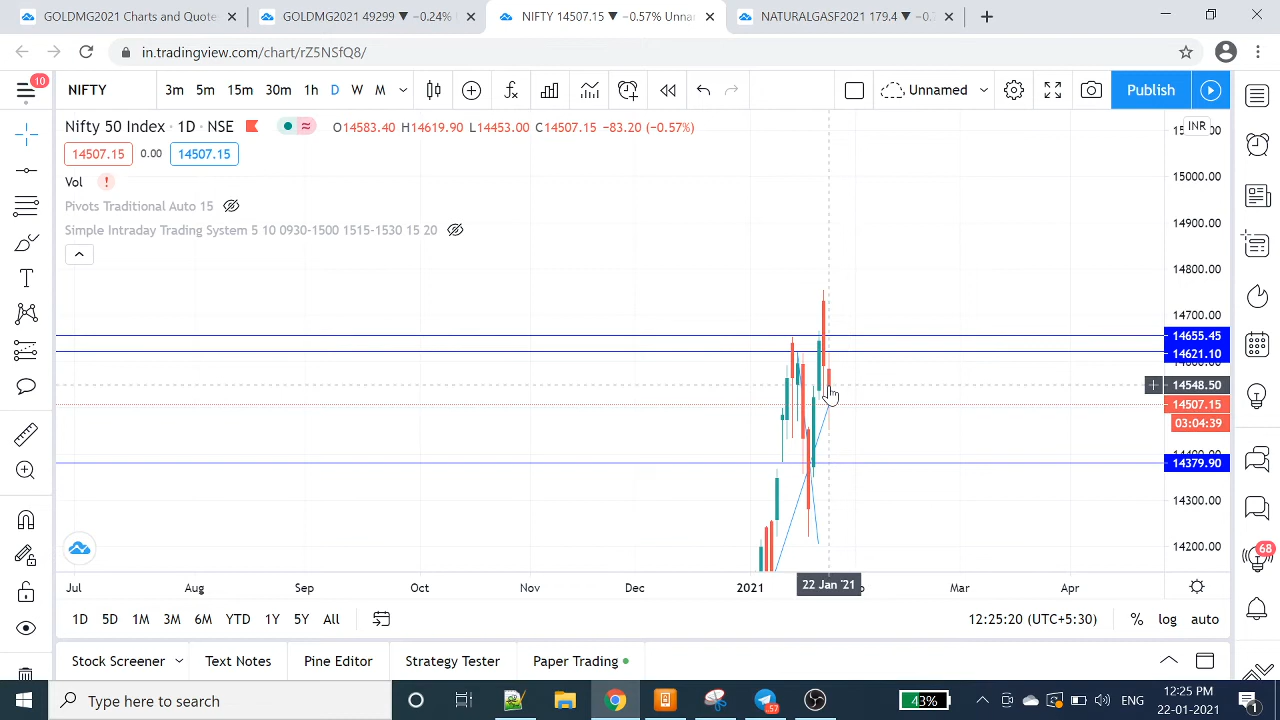 GOLDMG2021 Charts and Quote
GOLDMG2021 49299 ▼ −0.24%
NIFTY 14507.15 ▼ −0.57% Unna
NATURALGASF2021 179.4 ▼ −0.
in.tradingview.com/chart/rZ5NSfQ8/
10
NIFTY 3m 5m 15m 30m 1h D W M
Unnamed
Publish
Nifty 50 Index · 1D · NSE
O14583.40 H14619.90 L14453.00 C14507.15 −83.20 (−0.57%)
14507.15 0.00 14507.15
Vol !
Pivots Traditional Auto 15
Simple Intraday Trading System 5 10 0930-1500 1515-1530 15 20
INR
15000.00
14900.00
14800.00
14700.00
14655.45
14621.10
14548.50
14507.15
03:04:39
14379.90
14300.00
14200.00
Jul Aug Sep Oct Nov Dec 2021 22 Jan '21 Mar Apr
1D 5D 1M 3M 6M YTD 1Y 5Y All
12:25:20 (UTC+5:30) % log auto
68
Stock Screener Text Notes Pine Editor Strategy Tester Paper Trading
Type here to search
57
43%
ENG
12:25 PM
22-01-2021
1